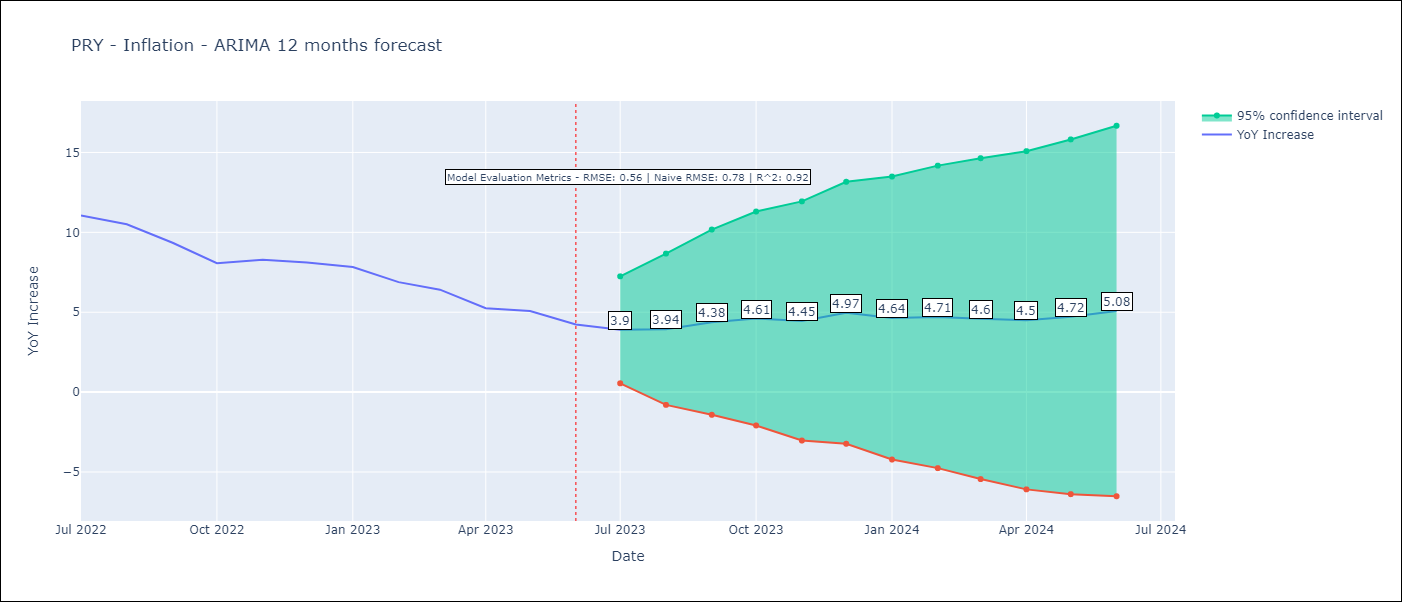 PRY - Inflation - ARIMA 12 months forecast
95% confidence interval
YoY Increase
Model Evaluation Metrics - RMSE: 0.56 | Naive RMSE: 0.78 | R^2: 0.92
15
10
5
0
−5
YoY Increase
3.9
3.94
4.38
4.61
4.45
4.97
4.64
4.71
4.6
4.5
4.72
5.08
Jul 2022
Oct 2022
Jan 2023
Apr 2023
Jul 2023
Oct 2023
Jan 2024
Apr 2024
Jul 2024
Date